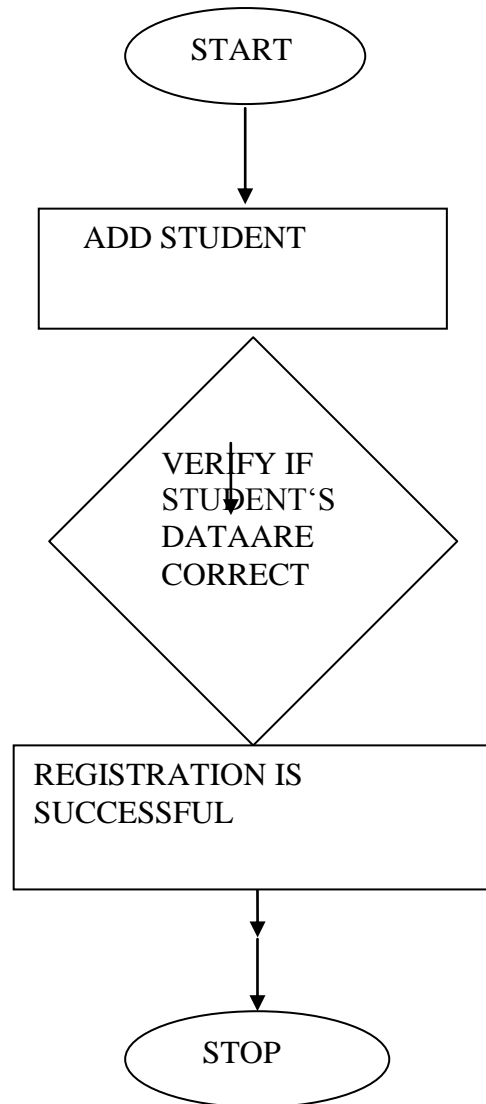 START
ADD STUDENT
VERIFY IF
STUDENT‘S
DATAARE
CORRECT
REGISTRATION IS
SUCCESSFUL
STOP